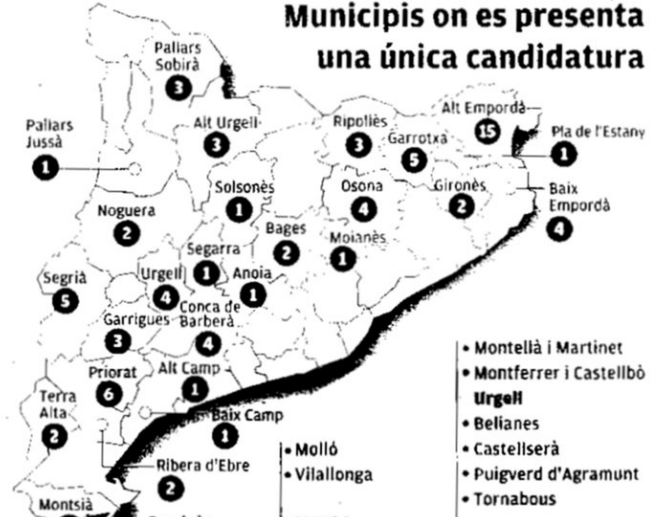 Municipis on es presenta
una única candidatura
Pallars
Sobirà
3
Alt Urgell
3
Ripollès
3
Garrotxa
5
Alt Empordà
15
Pla de l'Estany
1
Pallars
Jussà
1
Solsonès
1
Osona
4
Gironès
2
Baix
Empordà
4
Noguera
2
Bages
2
Moianès
1
Segarra
1
Anoia
1
Segrià
5
Urgell
4
Conca de
Barberà
4
Garrigues
3
Priorat
6
Alt Camp
1
Terra
Alta
2
Baix Camp
1
Ribera d'Ebre
2
Montsià
• Molló
• Vilallonga
• Montellà i Martinet
• Montferrer i Castellbò
Urgell
• Belianes
• Castellserà
• Puigverd d'Agramunt
• Tornabous